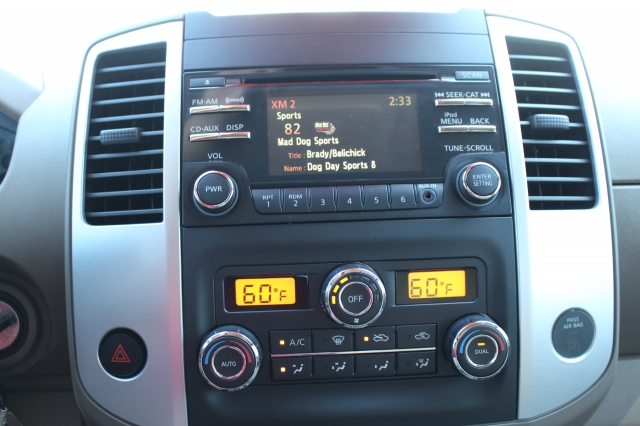 SCAN
FM-AM
CD-AUX DISP
VOL
PWR
XM 2 2:33
Sports
82
Mad Dog Sports
Title : Brady/Belichick
Name : Dog Day Sports 8
SEEK-CAT
iPod
MENU BACK
TUNE-SCROLL
ENTER
SETTING
RPT RDM AUX IN
1 2 3 4 5 6
60°F
OFF
60°F
A/C
AUTO
DUAL
PASS
AIR BAG